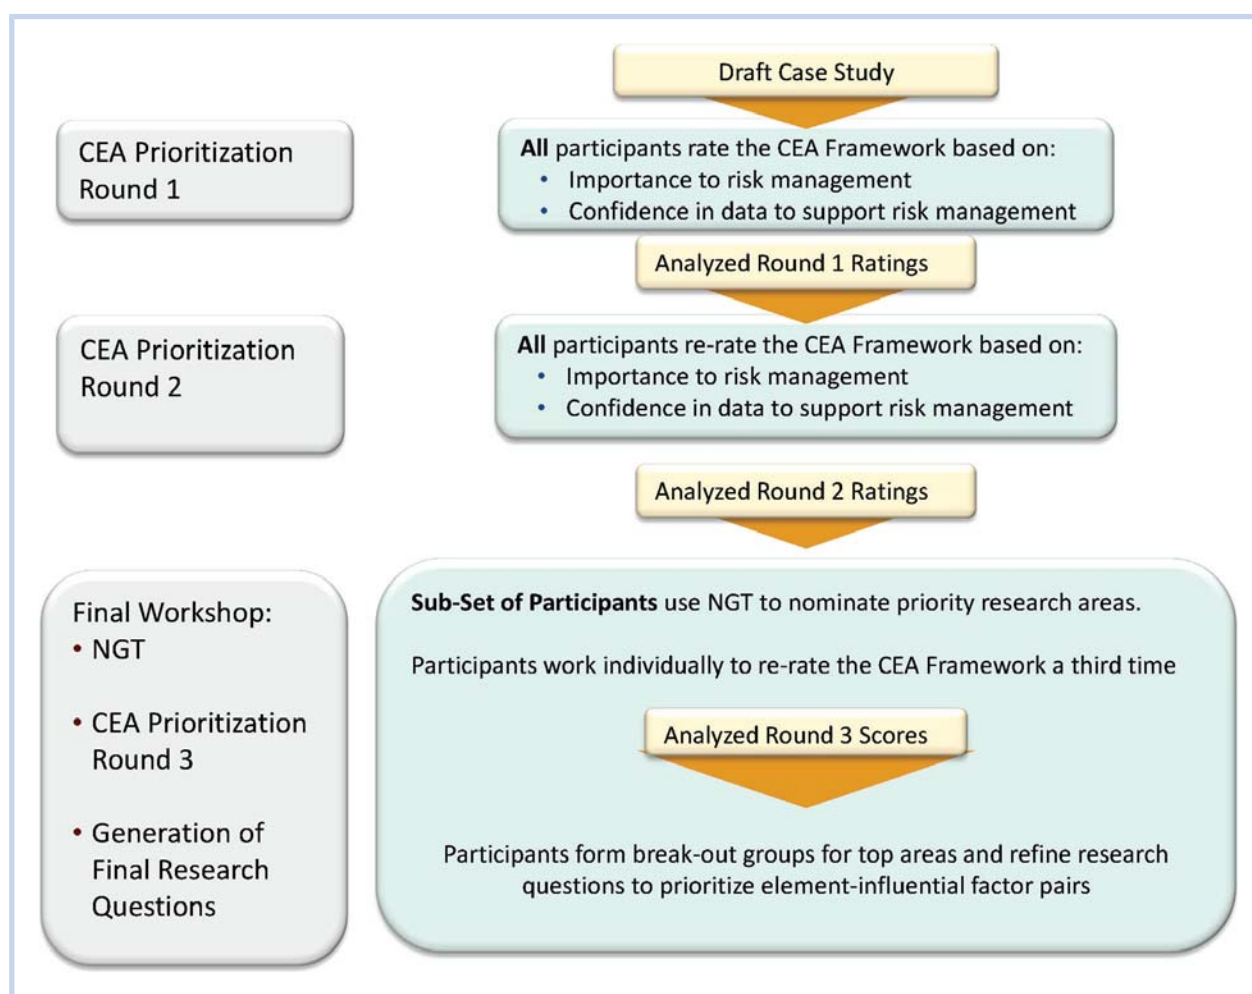 Draft Case Study
CEA Prioritization
Round 1
All participants rate the CEA Framework based on:
• Importance to risk management
• Confidence in data to support risk management
Analyzed Round 1 Ratings
CEA Prioritization
Round 2
All participants re-rate the CEA Framework based on:
• Importance to risk management
• Confidence in data to support risk management
Analyzed Round 2 Ratings
Final Workshop:
• NGT
• CEA Prioritization
Round 3
• Generation of
Final Research
Questions
Sub-Set of Participants use NGT to nominate priority research areas.
Participants work individually to re-rate the CEA Framework a third time
Analyzed Round 3 Scores
Participants form break-out groups for top areas and refine research
questions to prioritize element-influential factor pairs